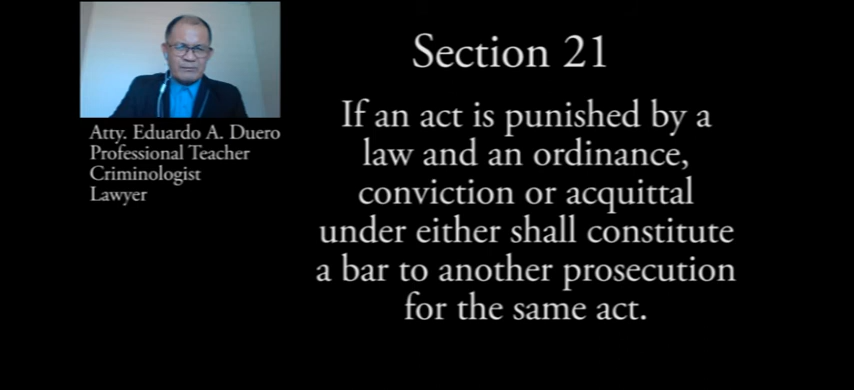 Atty. Eduardo A. Duero
Professional Teacher
Criminologist
Lawyer
Section 21
If an act is punished by a
law and an ordinance,
conviction or acquittal
under either shall constitute
a bar to another prosecution
for the same act.